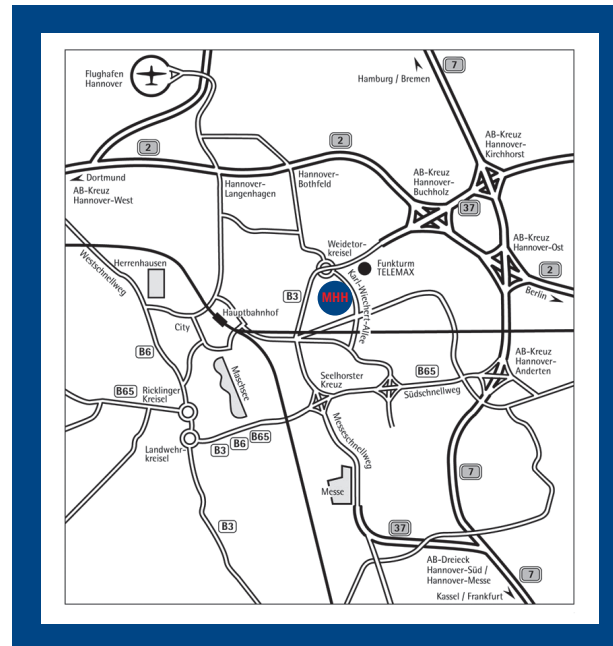 7
Flughafen
Hannover
Hamburg / Bremen
AB-Kreuz
Hannover-
Kirchhorst
2
2
Dortmund
AB-Kreuz
Hannover-West
Hannover-
Langenhagen
Hannover-
Bothfeld
AB-Kreuz
Hannover-
Buchholz
37
Weidetor-
kreisel
AB-Kreuz
Hannover-Ost
Westschnellweg
Herrenhausen
Funkturm
TELEMAX
2
Berlin
B3
MHH
Karl-Wiechert-Allee
Hauptbahnhof
City
B6
AB-Kreuz
Hannover-
Anderten
Maschsee
B65
Ricklinger
Kreisel
Seelhorster
Kreuz
B65
Südschnellweg
B65
B6
B3
Landwehr-
kreisel
Messeschnellweg
7
Messe
B3
37
AB-Dreieck
Hannover-Süd /
Hannover-Messe
7
Kassel / Frankfurt